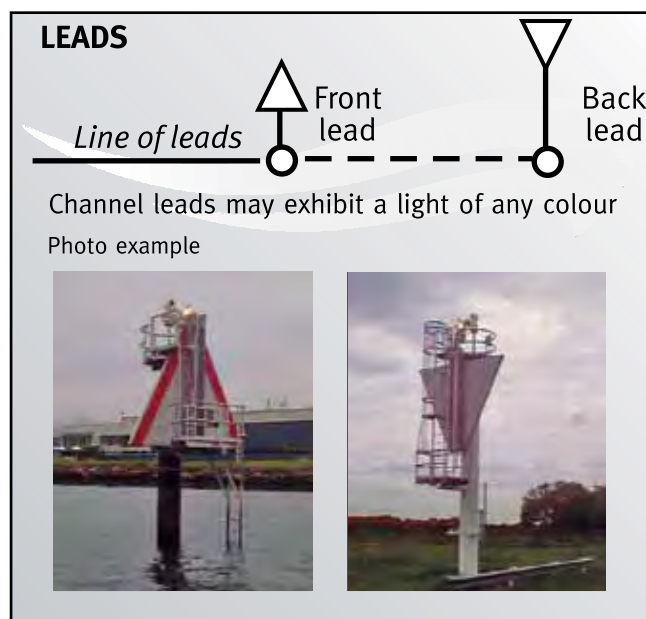 LEADS
Front
lead
Back
lead
Line of leads
Channel leads may exhibit a light of any colour
Photo example